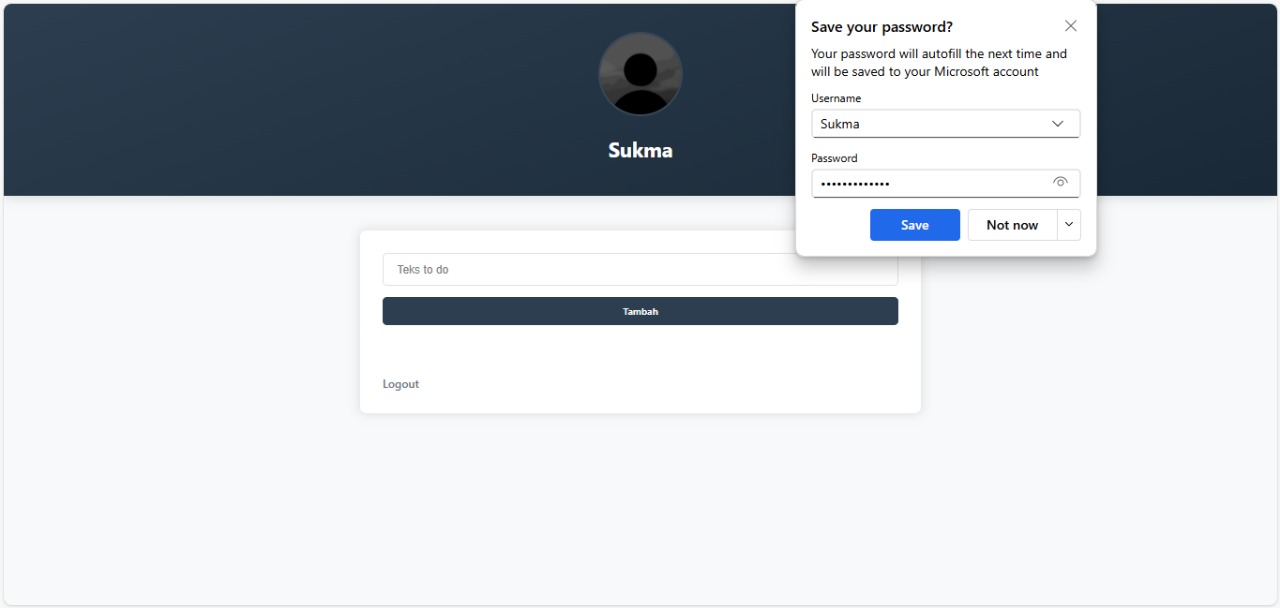 Sukma
Save your password?
Your password will autofill the next time and
will be saved to your Microsoft account
Username
Sukma
Password
•••••••••••••
Save
Not now
Teks to do
Tambah
Logout